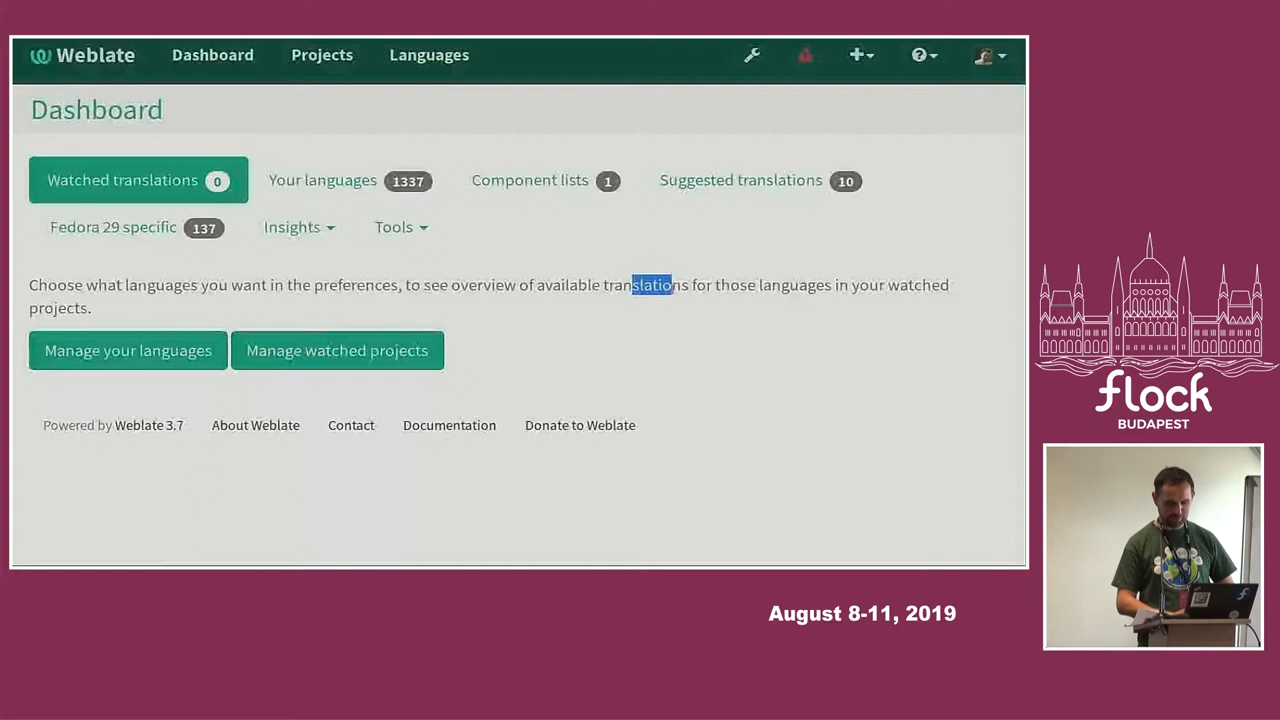 Weblate Dashboard Projects Languages
Dashboard
Watched translations 0 Your languages 1337 Component lists 1 Suggested translations 10
Fedora 29 specific 137 Insights Tools
Choose what languages you want in the preferences, to see overview of available translations for those languages in your watched
projects.
Manage your languages Manage watched projects
Powered by Weblate 3.7 About Weblate Contact Documentation Donate to Weblate
flock
BUDAPEST
August 8-11, 2019